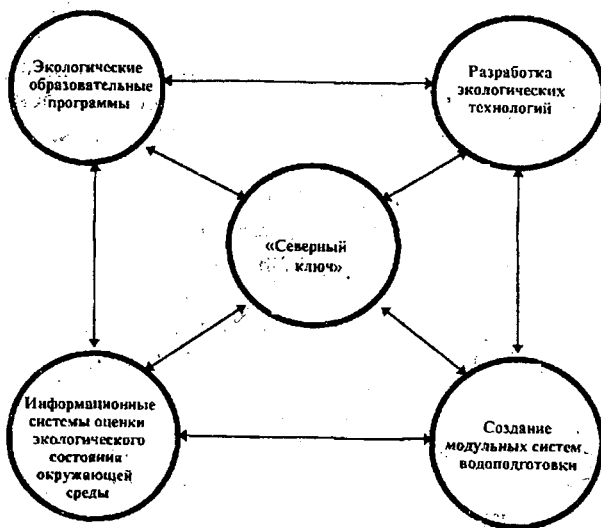 Экологические
образовательные
программы
Разработка
экологических
технологий
«Северный
ключ»
Информационные
системы оценки
экологического
состояния
окружающей
среды
Создание
модульных систем
водоподготовки